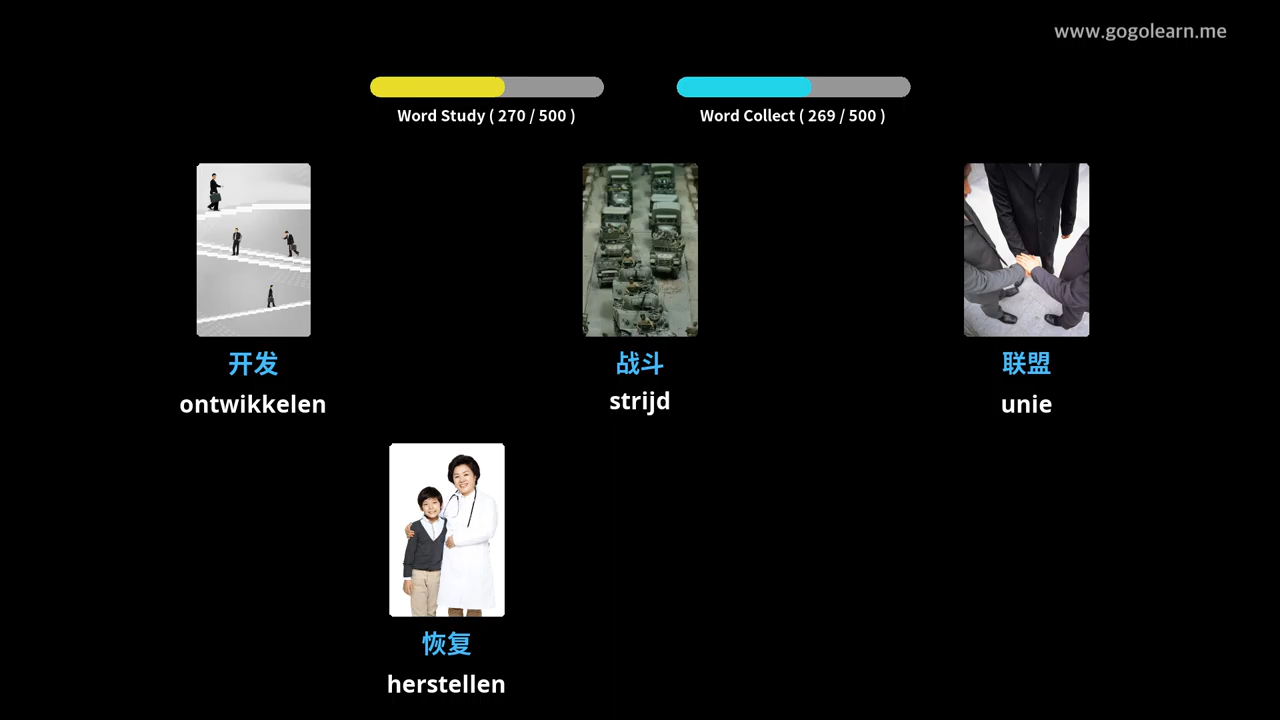 www.gogolearn.me
Word Study ( 270 / 500 )
Word Collect ( 269 / 500 )
开发
战斗
联盟
ontwikkelen
strijd
unie
恢复
herstellen